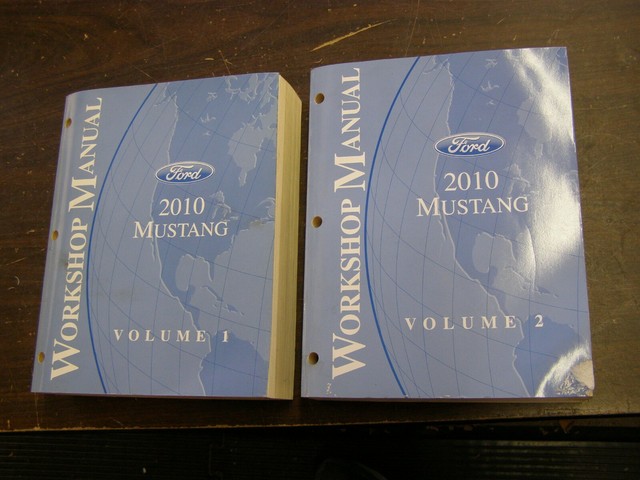 WORKSHOP MANUAL
Ford
2010
MUSTANG
VOLUME 1
WORKSHOP MANUAL
Ford
2010
MUSTANG
VOLUME 2